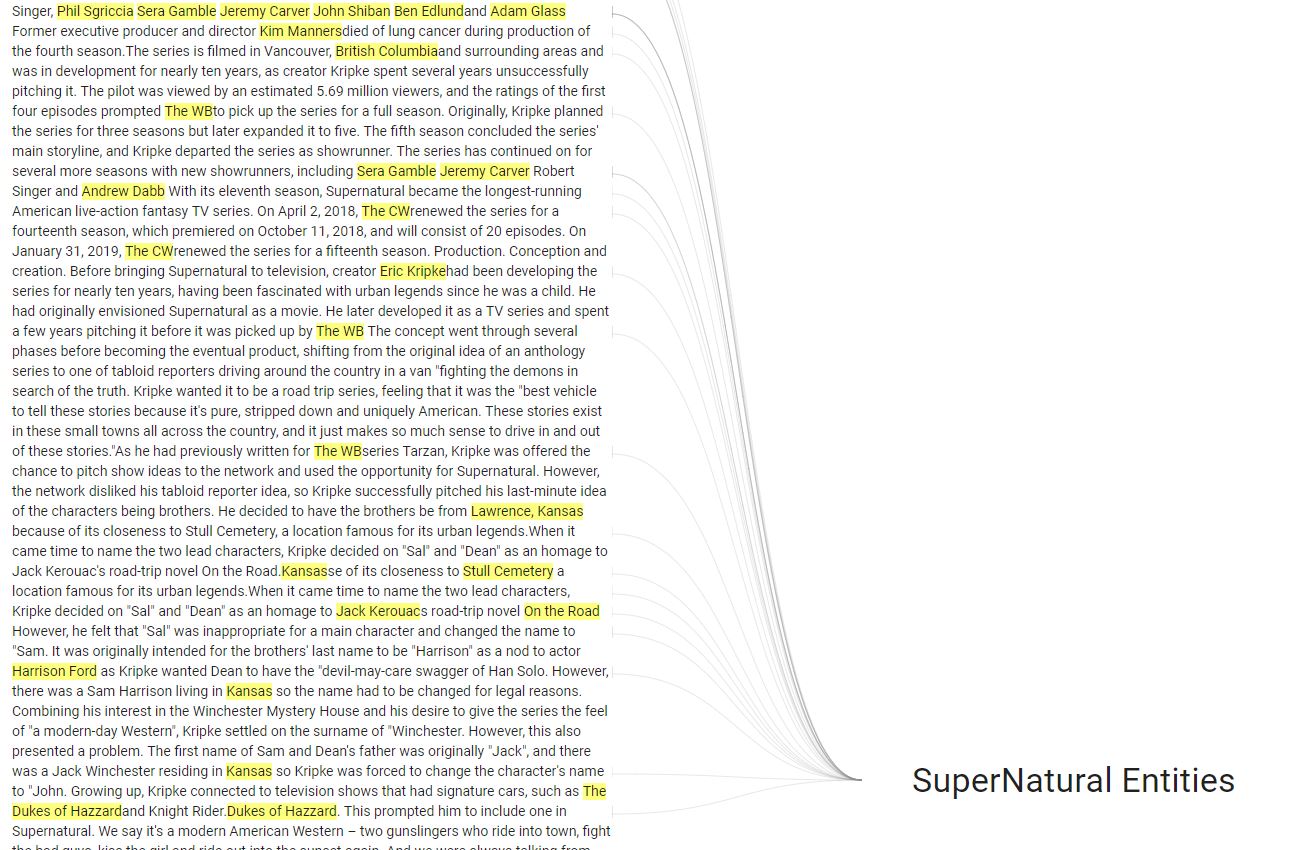 Singer, Phil Sgriccia Sera Gamble Jeremy Carver John Shiban Ben Edlundand Adam Glass
Former executive producer and director Kim Mannersdied of lung cancer during production of
the fourth season.The series is filmed in Vancouver, British Columbiaand surrounding areas and
was in development for nearly ten years, as creator Kripke spent several years unsuccessfully
pitching it. The pilot was viewed by an estimated 5.69 million viewers, and the ratings of the first
four episodes prompted The WBto pick up the series for a full season. Originally, Kripke planned
the series for three seasons but later expanded it to five. The fifth season concluded the series'
main storyline, and Kripke departed the series as showrunner. The series has continued on for
several more seasons with new showrunners, including Sera Gamble Jeremy Carver Robert
Singer and Andrew Dabb With its eleventh season, Supernatural became the longest-running
American live-action fantasy TV series. On April 2, 2018, The CWrenewed the series for a
fourteenth season, which premiered on October 11, 2018, and will consist of 20 episodes. On
January 31, 2019, The CWrenewed the series for a fifteenth season. Production. Conception and
creation. Before bringing Supernatural to television, creator Eric Kripkehad been developing the
series for nearly ten years, having been fascinated with urban legends since he was a child. He
had originally envisioned Supernatural as a movie. He later developed it as a TV series and spent
a few years pitching it before it was picked up by The WB The concept went through several
phases before becoming the eventual product, shifting from the original idea of an anthology
series to one of tabloid reporters driving around the country in a van "fighting the demons in
search of the truth. Kripke wanted it to be a road trip series, feeling that it was the "best vehicle
to tell these stories because it's pure, stripped down and uniquely American. These stories exist
in these small towns all across the country, and it just makes so much sense to drive in and out
of these stories."As he had previously written for The WBseries Tarzan, Kripke was offered the
chance to pitch show ideas to the network and used the opportunity for Supernatural. However,
the network disliked his tabloid reporter idea, so Kripke successfully pitched his last-minute idea
of the characters being brothers. He decided to have the brothers be from Lawrence, Kansas
because of its closeness to Stull Cemetery, a location famous for its urban legends.When it
came time to name the two lead characters, Kripke decided on "Sal" and "Dean" as an homage to
Jack Kerouac's road-trip novel On the Road.Kansasse of its closeness to Stull Cemetery a
location famous for its urban legends.When it came time to name the two lead characters,
Kripke decided on "Sal" and "Dean" as an homage to Jack Kerouacs road-trip novel On the Road
However, he felt that "Sal" was inappropriate for a main character and changed the name to
"Sam. It was originally intended for the brothers' last name to be "Harrison" as a nod to actor
Harrison Ford as Kripke wanted Dean to have the "devil-may-care swagger of Han Solo. However,
there was a Sam Harrison living in Kansas so the name had to be changed for legal reasons.
Combining his interest in the Winchester Mystery House and his desire to give the series the feel
of "a modern-day Western", Kripke settled on the surname of "Winchester. However, this also
presented a problem. The first name of Sam and Dean's father was originally "Jack", and there
was a Jack Winchester residing in Kansas so Kripke was forced to change the character's name
to "John. Growing up, Kripke connected to television shows that had signature cars, such as The
Dukes of Hazzardand Knight Rider.Dukes of Hazzard. This prompted him to include one in
Supernatural. We say it's a modern American Western – two gunslingers who ride into town, fight
the bad guys, kiss the girl and ride out into the sunset again. And we were always talking from
SuperNatural Entities